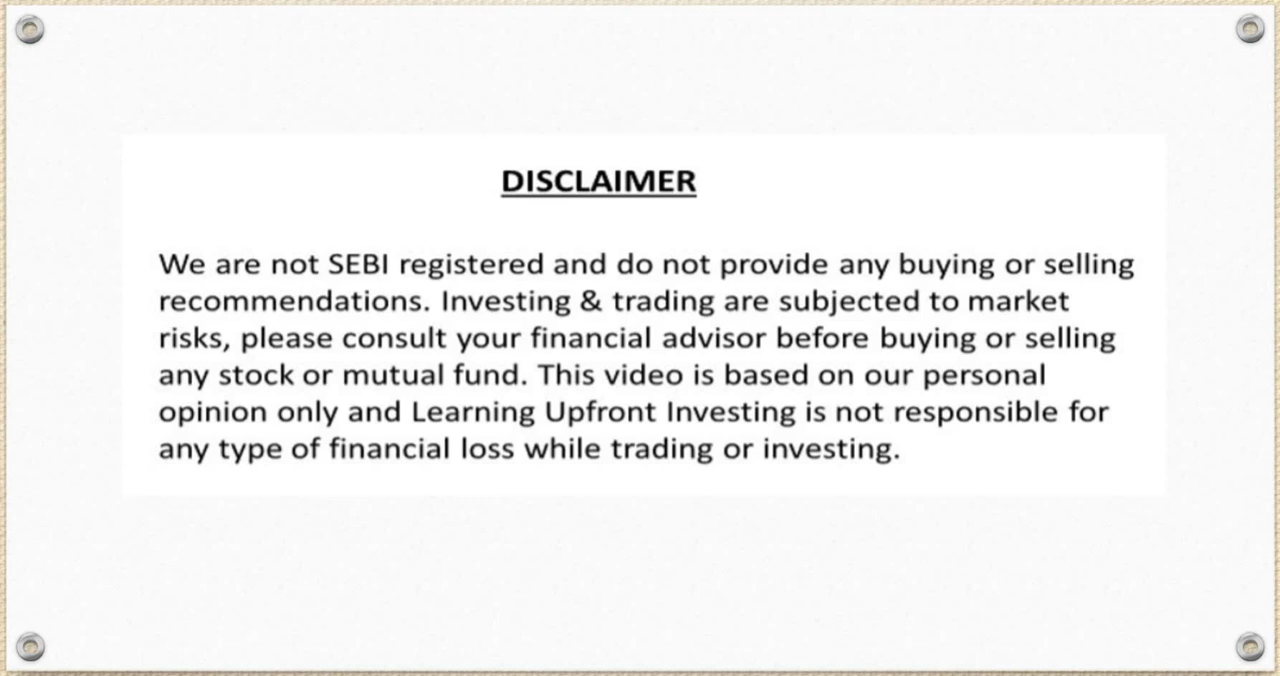 DISCLAIMER
We are not SEBI registered and do not provide any buying or selling
recommendations. Investing & trading are subjected to market
risks, please consult your financial advisor before buying or selling
any stock or mutual fund. This video is based on our personal
opinion only and Learning Upfront Investing is not responsible for
any type of financial loss while trading or investing.